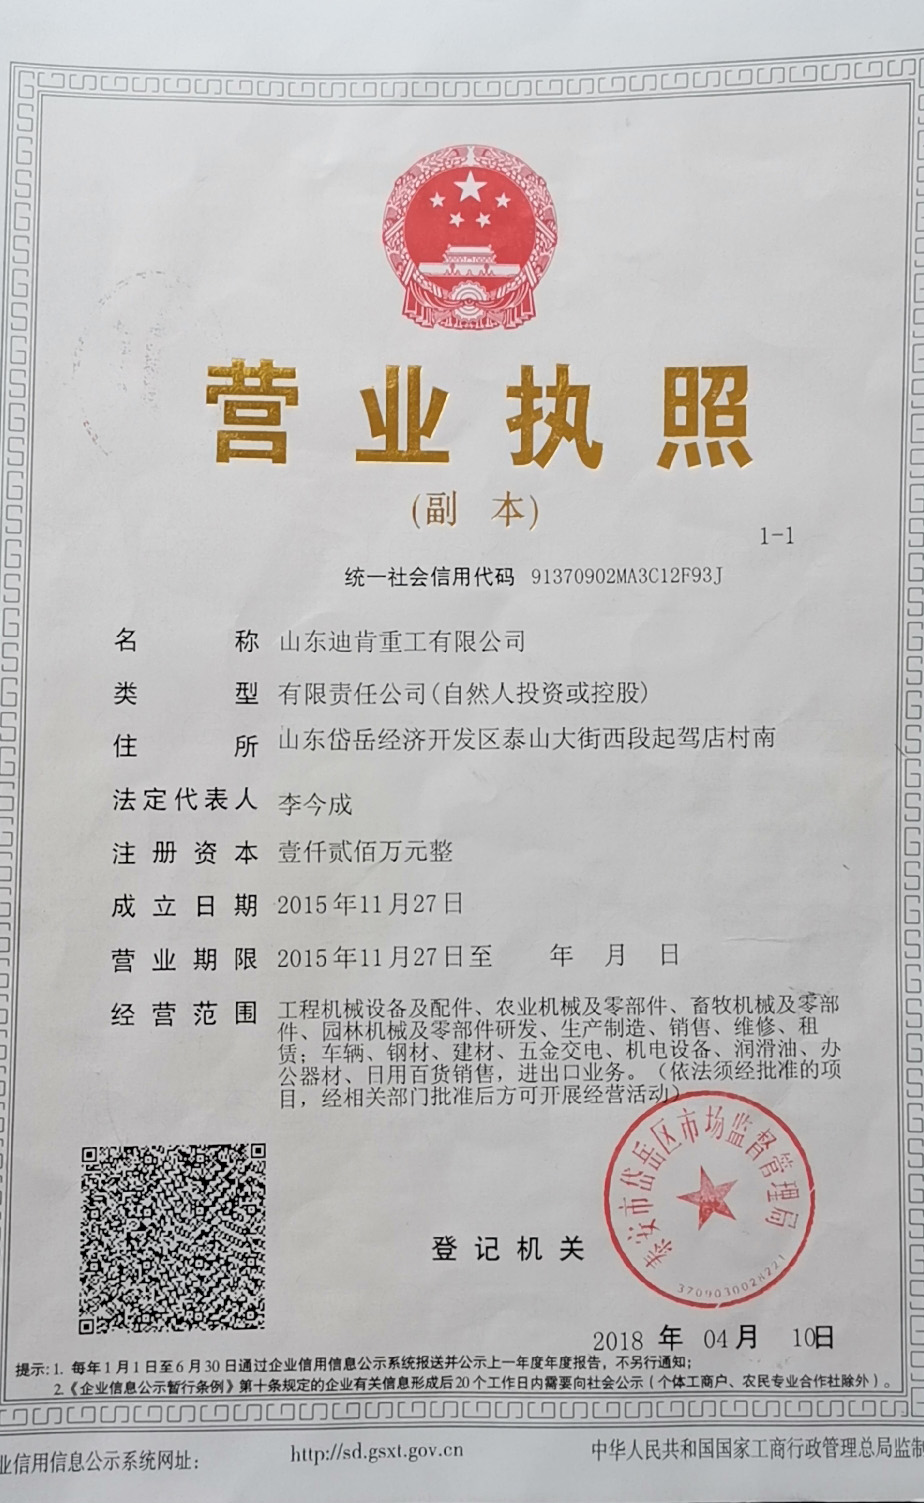 营业执照
(副 本)
1-1
统一社会信用代码 91370902MA3C12F93J
名称 山东迪肯重工有限公司
类型 有限责任公司(自然人投资或控股)
住所 山东岱岳经济开发区泰山大街西段起驾店村南
法定代表人 李今成
注册资本 壹仟贰佰万元整
成立日期 2015年11月27日
营业期限 2015年11月27日至 年 月 日
经营范围 工程机械设备及配件、农业机械及零部件、畜牧机械及零部
件、园林机械及零部件研发、生产制造、销售、维修、租
赁；车辆、钢材、建材、五金交电、机电设备、润滑油、办
公器材、日用百货销售，进出口业务。（依法须经批准的项
目，经相关部门批准后方可开展经营活动）
泰安市岱岳区市场监督管理局
登记机关
2018 年 04月 10日
提示：1. 每年1月1日至6月30日通过企业信用信息公示系统报送并公示上一年度年度报告，不另行通知；
2.《企业信息公示暂行条例》第十条规定的企业有关信息形成后20个工作日内需要向社会公示（个体工商户、农民专业合作社除外）。
业信用信息公示系统网址： http://sd.gsxt.gov.cn 中华人民共和国国家工商行政管理总局监制